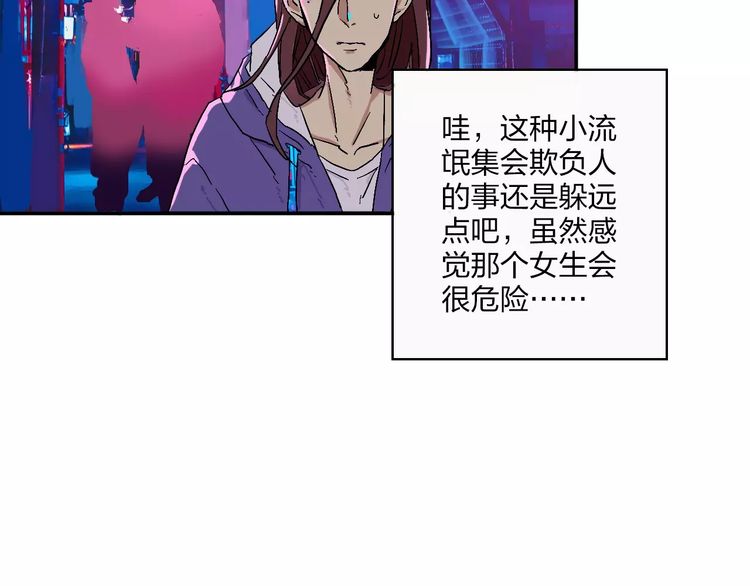 哇，这种小流
氓集会欺负人
的事还是躲远
点吧，虽然感
觉那个女生会
很危险……